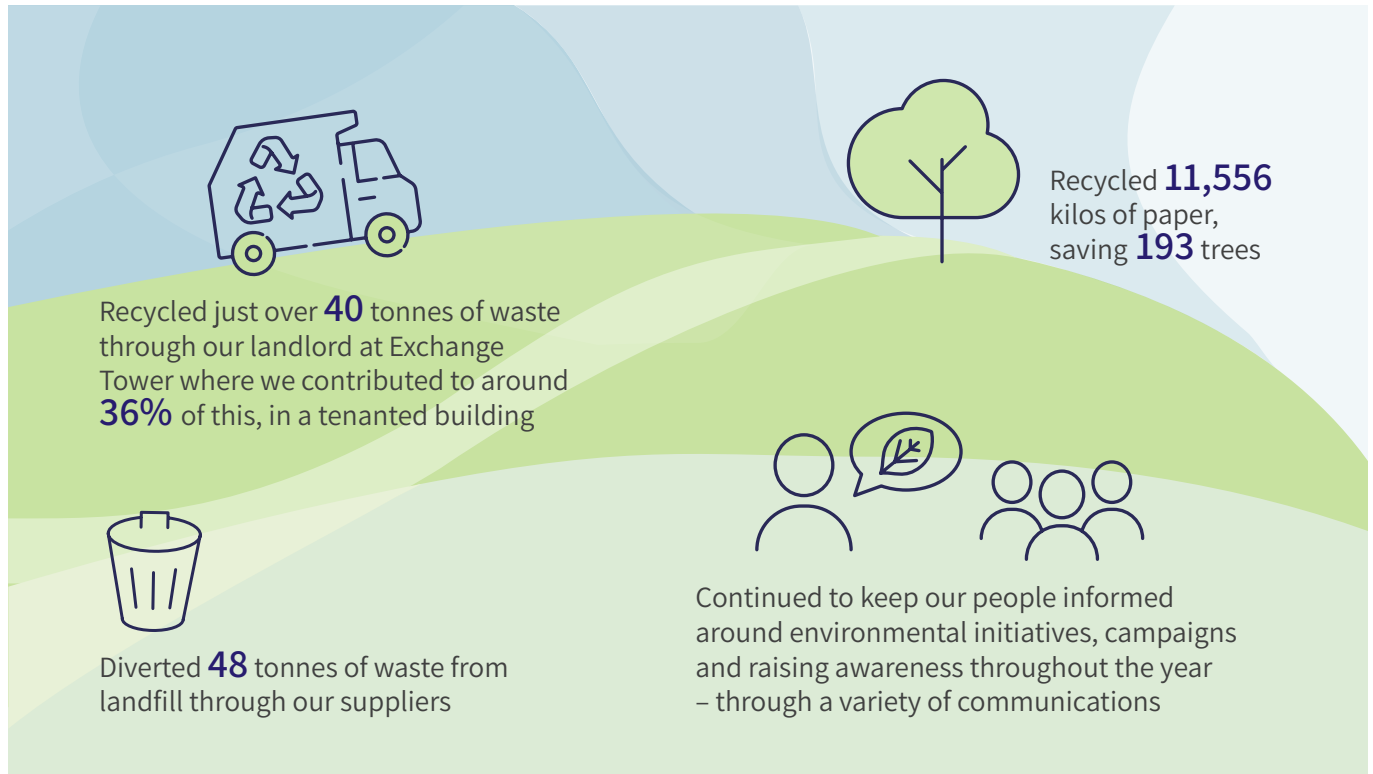 Recycled just over 40 tonnes of waste
through our landlord at Exchange
Tower where we contributed to around
36% of this, in a tenanted building
Recycled 11,556
kilos of paper,
saving 193 trees
Diverted 48 tonnes of waste from
landfill through our suppliers
Continued to keep our people informed
around environmental initiatives, campaigns
and raising awareness throughout the year
– through a variety of communications